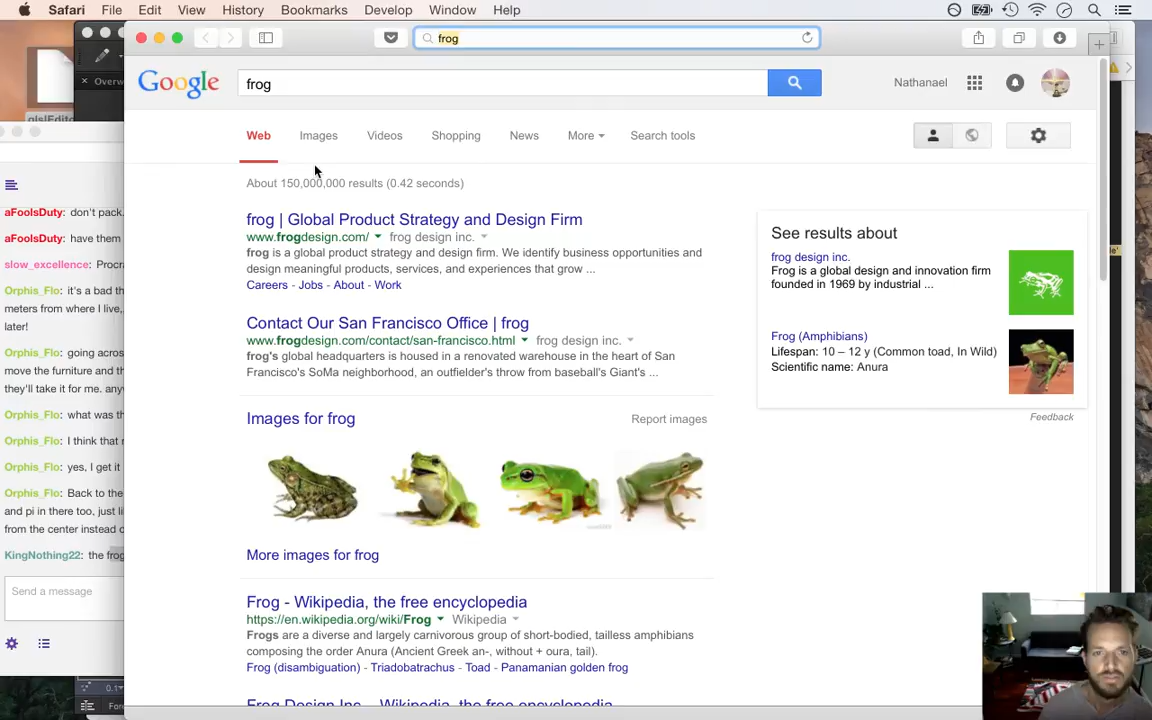 Safari File Edit View History Bookmarks Develop Window Help
frog
Google frog Nathanael
Web Images Videos Shopping News More Search tools
About 150,000,000 results (0.42 seconds)
frog | Global Product Strategy and Design Firm
www.frogdesign.com/ frog design inc.
frog is a global product strategy and design firm. We identify business opportunities and
design meaningful products, services, and experiences that grow ...
Careers - Jobs - About - Work
Contact Our San Francisco Office | frog
www.frogdesign.com/contact/san-francisco.html frog design inc.
frog's global headquarters is housed in a renovated warehouse in the heart of San
Francisco's SoMa neighborhood, an outfielder's throw from baseball's Giant's ...
Images for frog Report images
More images for frog
Frog - Wikipedia, the free encyclopedia
https://en.wikipedia.org/wiki/Frog Wikipedia
Frogs are a diverse and largely carnivorous group of short-bodied, tailless amphibians
composing the order Anura (Ancient Greek an-, without + oura, tail).
Frog (disambiguation) - Triadobatrachus - Toad - Panamanian golden frog
Frog Design Inc. - Wikipedia, the free encyclopedia
See results about
frog design inc.
Frog is a global design and innovation firm
founded in 1969 by industrial ...
Frog (Amphibians)
Lifespan: 10 – 12 y (Common toad, In Wild)
Scientific name: Anura
Feedback
Overw
aFoolsDuty: don't pack.
aFoolsDuty: have them
slow_excellence: Procra
Orphis_Flo: it's a bad th
meters from where I live,
later!
Orphis_Flo: going across
move the furniture and th
they'll take it for me. any
Orphis_Flo: what was th
Orphis_Flo: I think that
Orphis_Flo: yes, I get it
Orphis_Flo: Back to the
and pi in there too, just li
from the center instead o
KingNothing22: the frog
Send a message
0.1